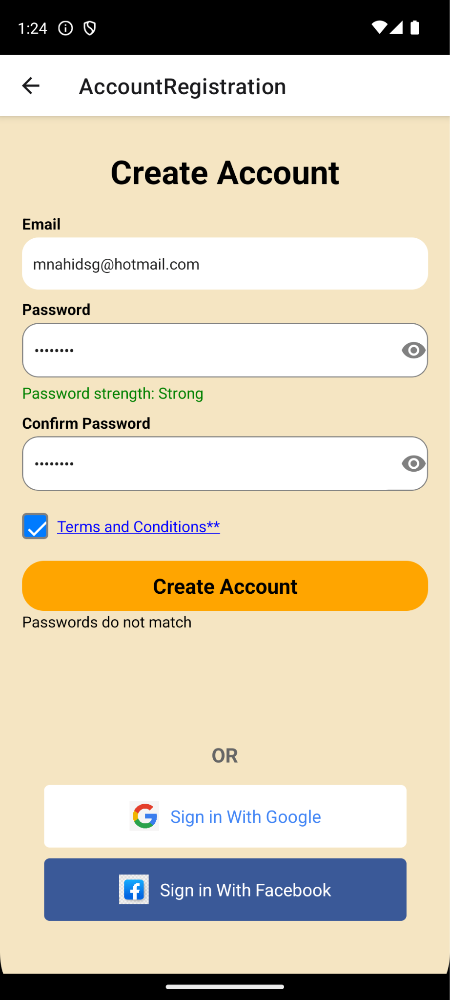 1:24
AccountRegistration
Create Account
Email
mnahidsg@hotmail.com
Password
••••••••
Password strength: Strong
Confirm Password
••••••••
Terms and Conditions**
Create Account
Passwords do not match
OR
Sign in With Google
Sign in With Facebook